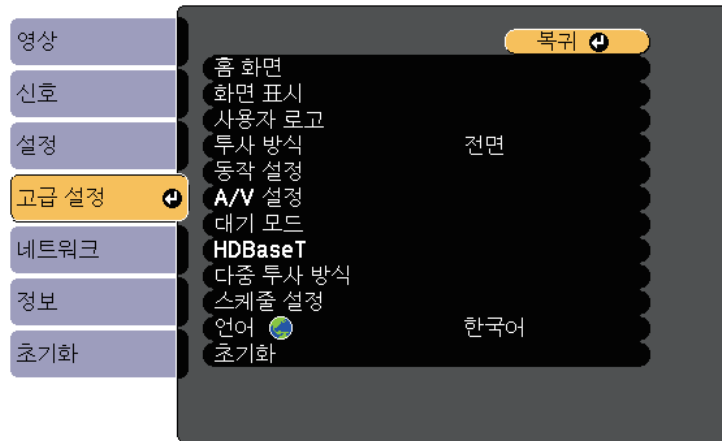 영상
신호
설정
고급 설정
네트워크
정보
초기화
복귀
홈 화면
화면 표시
사용자 로고
투사 방식 전면
동작 설정
A/V 설정
대기 모드
HDBaseT
다중 투사 방식
스케줄 설정
언어 한국어
초기화